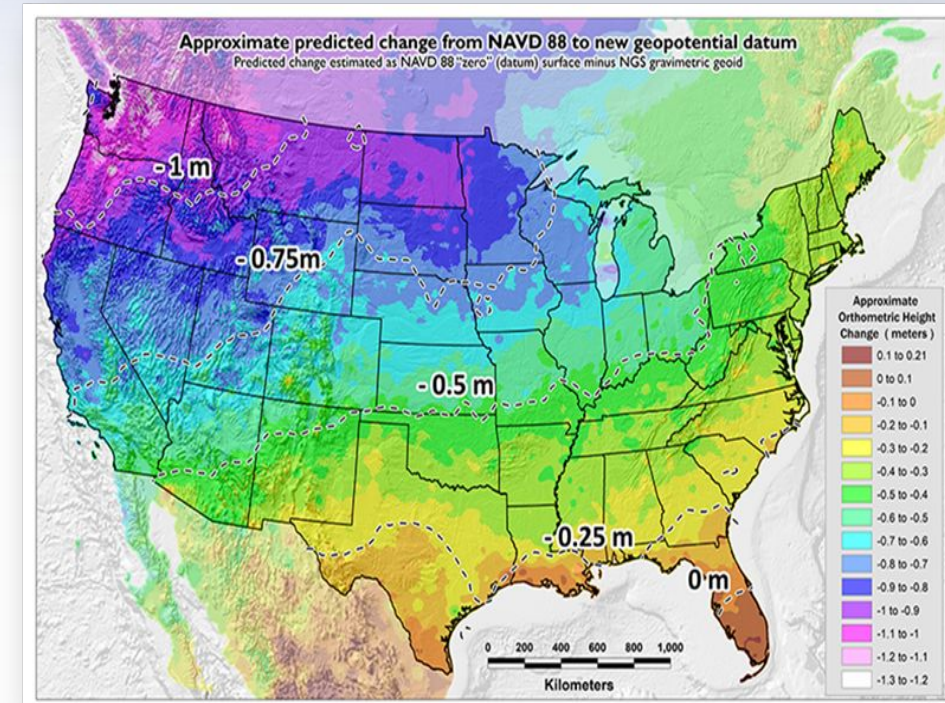 Approximate predicted change from NAVD 88 to new geopotential datum
Predicted change estimated as NAVD 88 "zero" (datum) surface minus NGS gravimetric geoid
- 1 m
- 0.75m
- 0.5 m
- 0.25 m
0 m
0 200 400 600 800 1,000
Kilometers
Approximate
Orthometric Height
Change ( meters )
0.1 to 0.21
0 to 0.1
-0.1 to 0
-0.2 to -0.1
-0.3 to -0.2
-0.4 to -0.3
-0.5 to -0.4
-0.6 to -0.5
-0.7 to -0.6
-0.8 to -0.7
-0.9 to -0.8
-1 to -0.9
-1.1 to -1
-1.2 to -1.1
-1.3 to -1.2